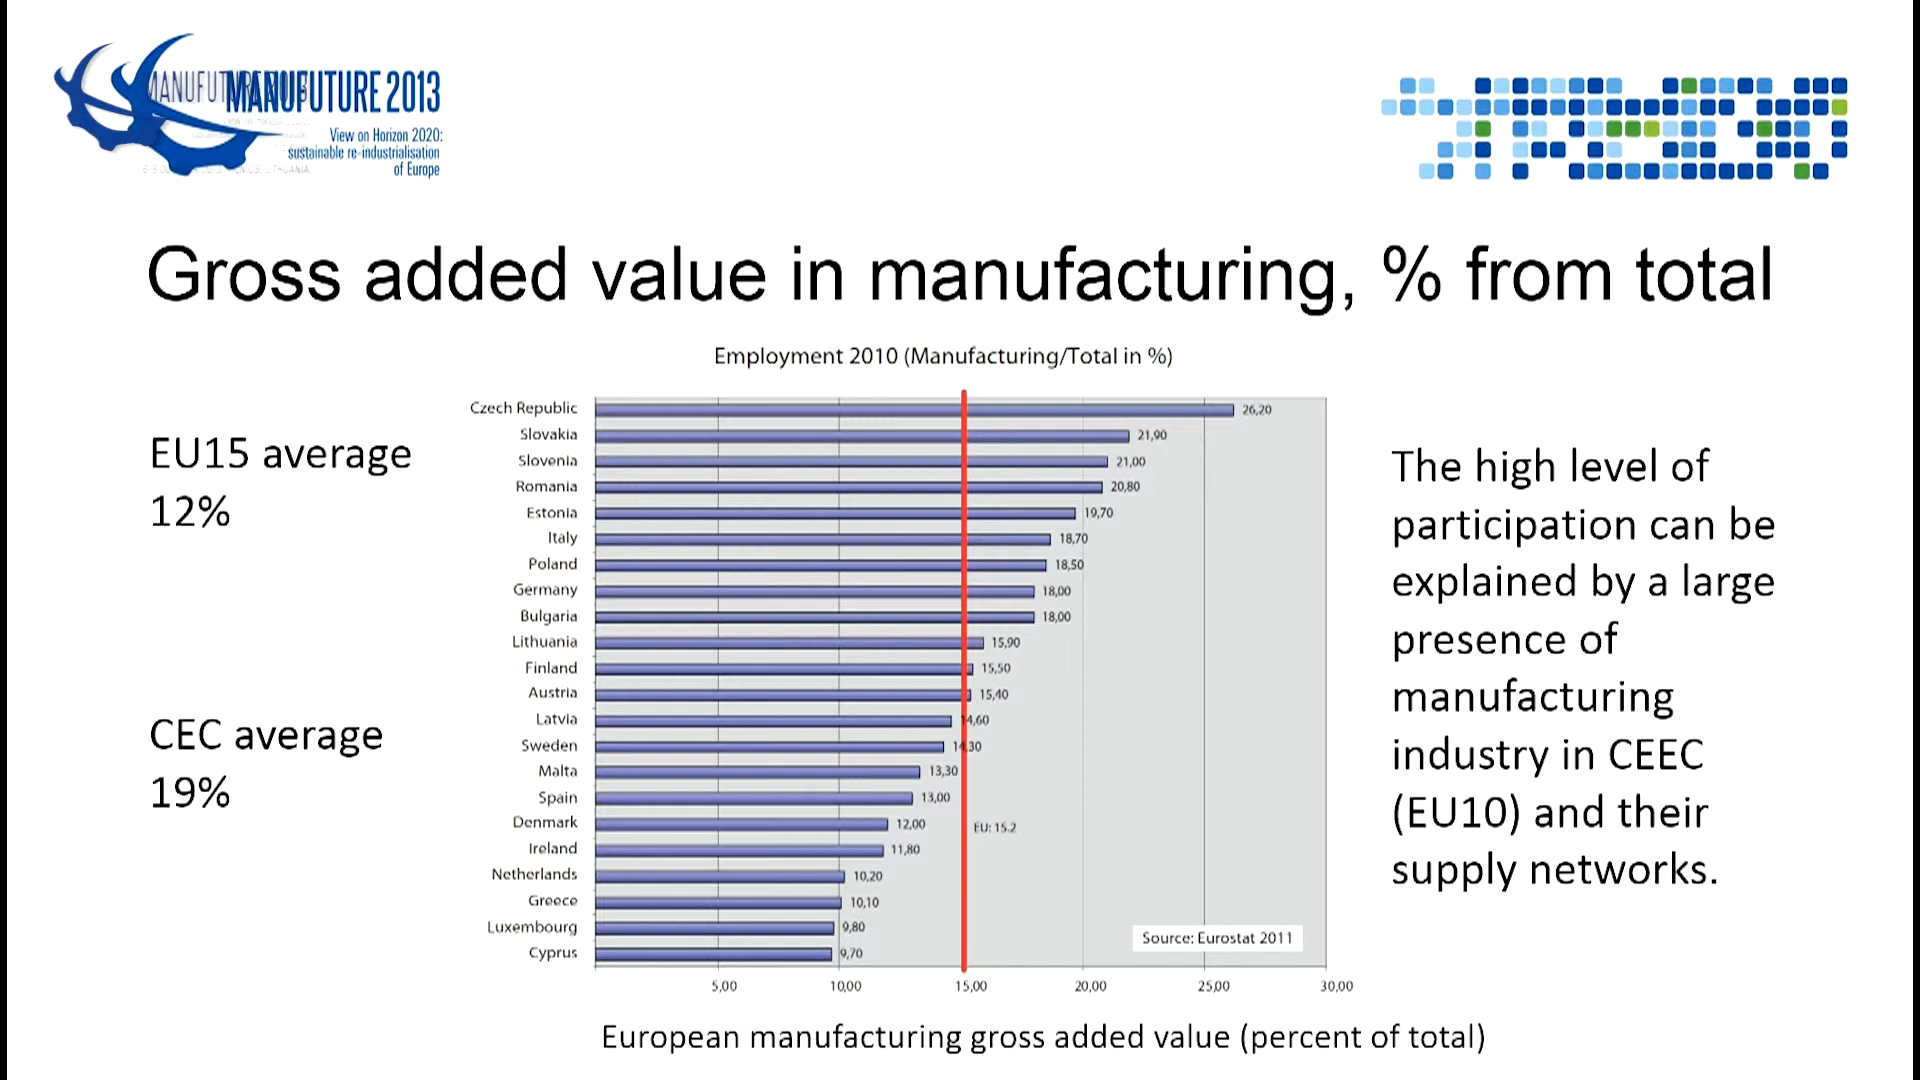 MANUFUTURE 2013
View on Horizon 2020:
sustainable re-industrialisation
of Europe
Gross added value in manufacturing, % from total
EU15 average
12%
CEC average
19%
Employment 2010 (Manufacturing/Total in %)
Czech Republic 26,20
Slovakia 21,90
Slovenia 21,00
Romania 20,80
Estonia 19,70
Italy 18,70
Poland 18,50
Germany 18,00
Bulgaria 18,00
Lithuania 15,90
Finland 15,50
Austria 15,40
Latvia 14,60
Sweden 14,30
Malta 13,30
Spain 13,00
Denmark 12,00
EU: 15.2
Ireland 11,80
Netherlands 10,20
Greece 10,10
Luxembourg 9,80
Cyprus 9,70
Source: Eurostat 2011
5,00 10,00 15,00 20,00 25,00 30,00
European manufacturing gross added value (percent of total)
The high level of
participation can be
explained by a large
presence of
manufacturing
industry in CEEC
(EU10) and their
supply networks.